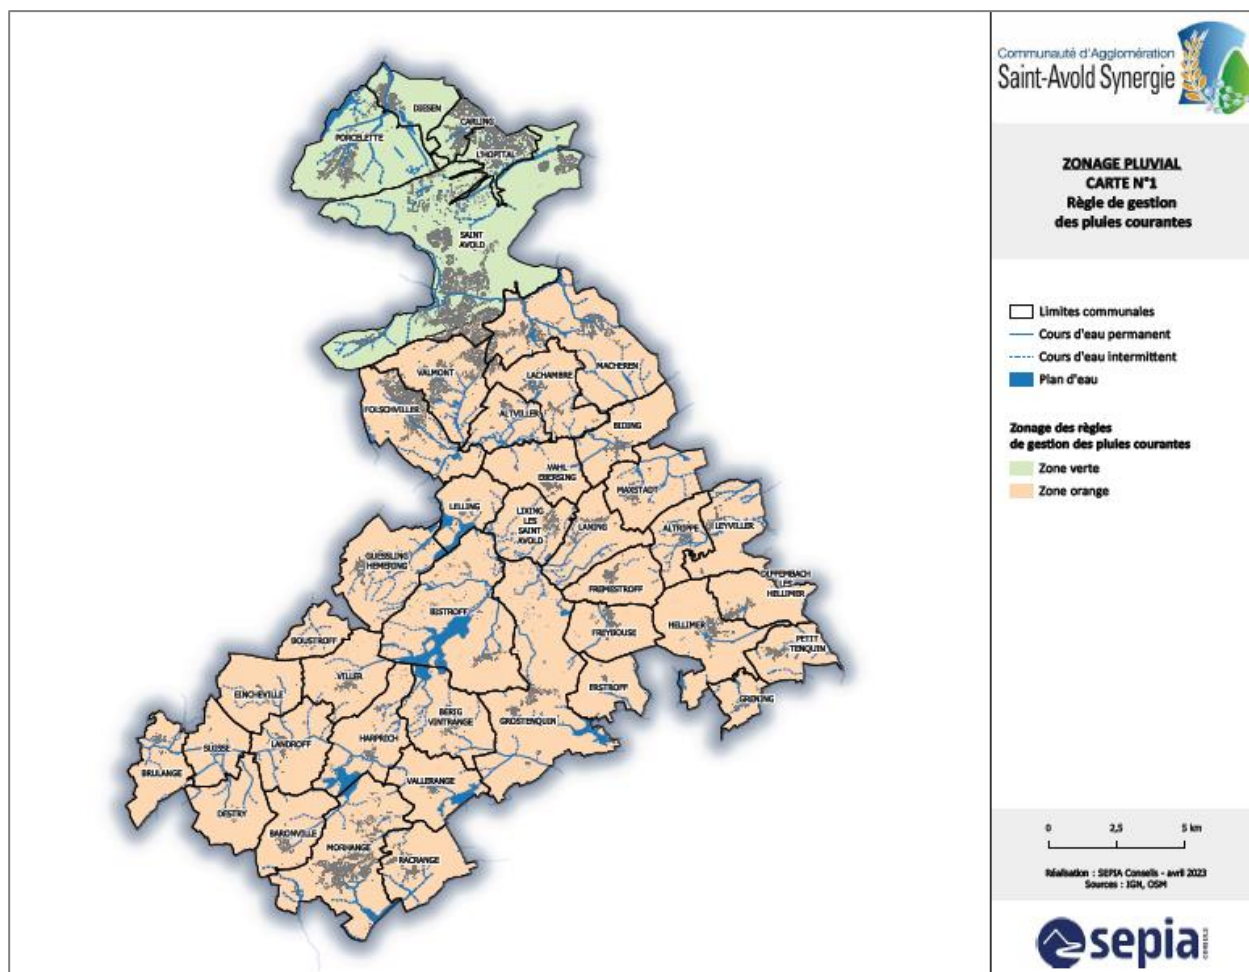 Communauté d'Agglomération
Saint-Avold Synergie
ZONAGE PLUVIAL
CARTE N°1
Règle de gestion
des pluies courantes
Limites communales
Cours d'eau permanent
Cours d'eau intermittent
Plan d'eau
Zonage des règles
de gestion des pluies courantes
Zone verte
Zone orange
0 2,5 5 km
Réalisation : SEPIA Conseils - avril 2023
Sources : IGN, OSM
sepia
CONSEILS
DIESEN
CARLING
PORCELETTE
L'HOPITAL
SAINT
AVOLD
MACHEREN
VALMONT
LACHAMBRE
FOLSCHVILLER
ALTVILLER
BIDING
VAHL
EBERSING
MAXSTADT
LELLING
LIXING
LES
SAINT
AVOLD
LANING
ALTRIPPE
LEYVILLER
GUESSLING
HEMERING
FREMESTROFF
DIFFEMBACH
LES
HELLIMER
BISTROFF
FREYBOUSE
HELLIMER
BOUSTROFF
PETIT
TENQUIN
VILLER
ERSTROFF
EINCHEVILLE
GRENING
BERIG
VINTRANGE
GROSTENQUIN
HARPRICH
LANDROFF
SUISSE
BRULANGE
VALLERANGE
DESTRY
BARONVILLE
MORHANGE
RACRANGE